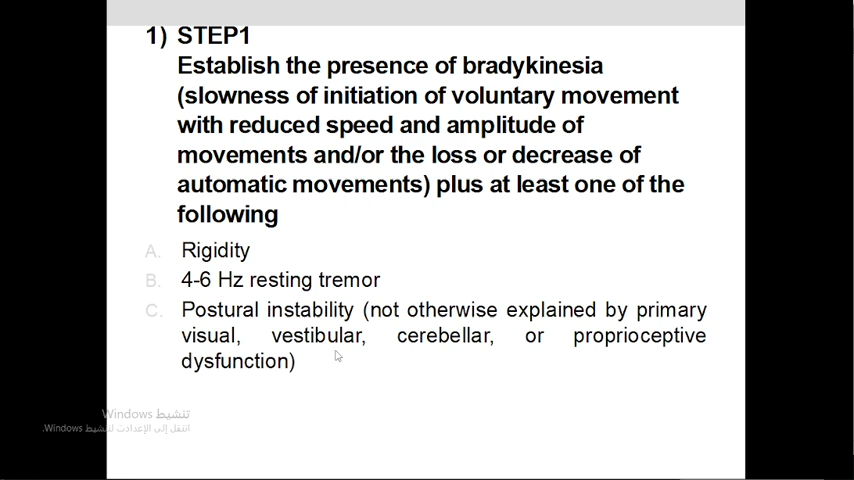 1) STEP1
Establish the presence of bradykinesia
(slowness of initiation of voluntary movement
with reduced speed and amplitude of
movements and/or the loss or decrease of
automatic movements) plus at least one of the
following
A. Rigidity
B. 4-6 Hz resting tremor
C. Postural instability (not otherwise explained by primary
visual, vestibular, cerebellar, or proprioceptive
dysfunction)
تنشيط Windows
انتقل إلى الإعدادات لتنشيط Windows.